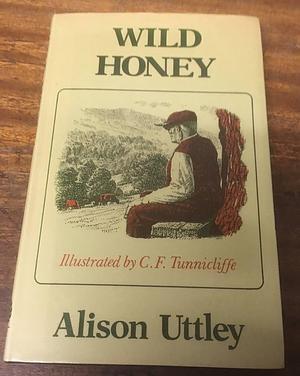 WILD
HONEY
Illustrated by C. F. Tunnicliffe
Alison Uttley